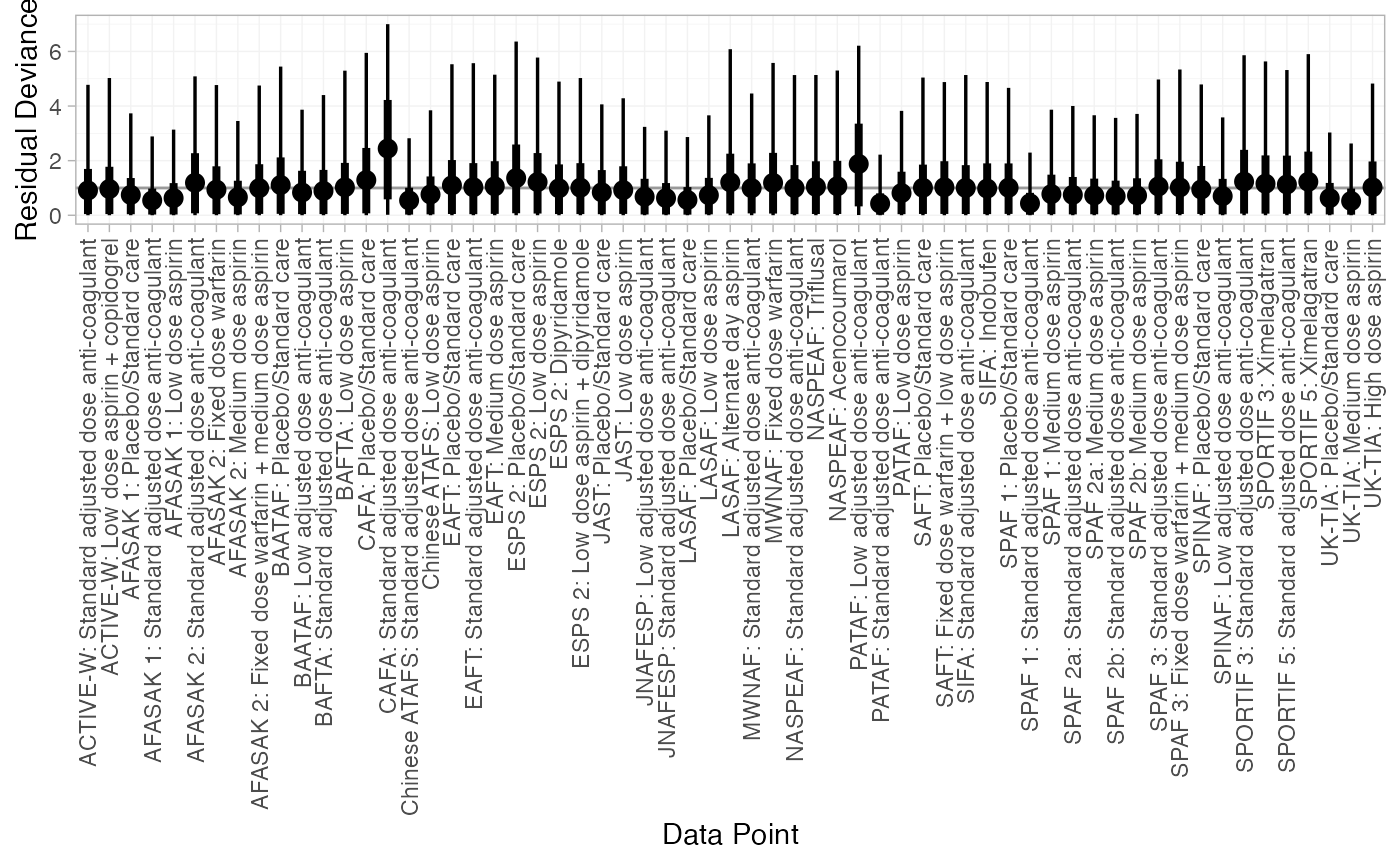 Residual Deviance
6
4
2
0
ACTIVE-W: Standard adjusted dose anti-coagulant
ACTIVE-W: Low dose aspirin + copidogrel
AFASAK 1: Placebo/Standard care
AFASAK 1: Standard adjusted dose anti-coagulant
AFASAK 1: Low dose aspirin
AFASAK 2: Standard adjusted dose anti-coagulant
AFASAK 2: Fixed dose warfarin
AFASAK 2: Medium dose aspirin
AFASAK 2: Fixed dose warfarin + medium dose aspirin
BAATAF: Placebo/Standard care
BAATAF: Low adjusted dose anti-coagulant
BAFTA: Standard adjusted dose anti-coagulant
BAFTA: Low dose aspirin
CAFA: Placebo/Standard care
CAFA: Standard adjusted dose anti-coagulant
Chinese ATAFS: Standard adjusted dose anti-coagulant
Chinese ATAFS: Low dose aspirin
EAFT: Placebo/Standard care
EAFT: Standard adjusted dose anti-coagulant
EAFT: Medium dose aspirin
ESPS 2: Placebo/Standard care
ESPS 2: Low dose aspirin
ESPS 2: Dipyridamole
ESPS 2: Low dose aspirin + dipyridamole
JAST: Placebo/Standard care
JAST: Low dose aspirin
JNAFESP: Low adjusted dose anti-coagulant
JNAFESP: Standard adjusted dose anti-coagulant
LASAF: Placebo/Standard care
LASAF: Low dose aspirin
LASAF: Alternate day aspirin
MWNAF: Standard adjusted dose anti-coagulant
MWNAF: Fixed dose warfarin
NASPEAF: Standard adjusted dose anti-coagulant
NASPEAF: Triflusal
NASPEAF: Acenocoumarol
PATAF: Low adjusted dose anti-coagulant
PATAF: Standard adjusted dose anti-coagulant
PATAF: Low dose aspirin
SAFT: Placebo/Standard care
SAFT: Fixed dose warfarin + low dose aspirin
SIFA: Standard adjusted dose anti-coagulant
SIFA: Indobufen
SPAF 1: Placebo/Standard care
SPAF 1: Standard adjusted dose anti-coagulant
SPAF 1: Medium dose aspirin
SPAF 2a: Standard adjusted dose anti-coagulant
SPAF 2a: Medium dose aspirin
SPAF 2b: Standard adjusted dose anti-coagulant
SPAF 2b: Medium dose aspirin
SPAF 3: Standard adjusted dose anti-coagulant
SPAF 3: Fixed dose warfarin + medium dose aspirin
SPINAF: Placebo/Standard care
SPINAF: Low adjusted dose anti-coagulant
SPORTIF 3: Standard adjusted dose anti-coagulant
SPORTIF 3: Ximelagatran
SPORTIF 5: Standard adjusted dose anti-coagulant
SPORTIF 5: Ximelagatran
UK-TIA: Placebo/Standard care
UK-TIA: Medium dose aspirin
UK-TIA: High dose aspirin
Data Point